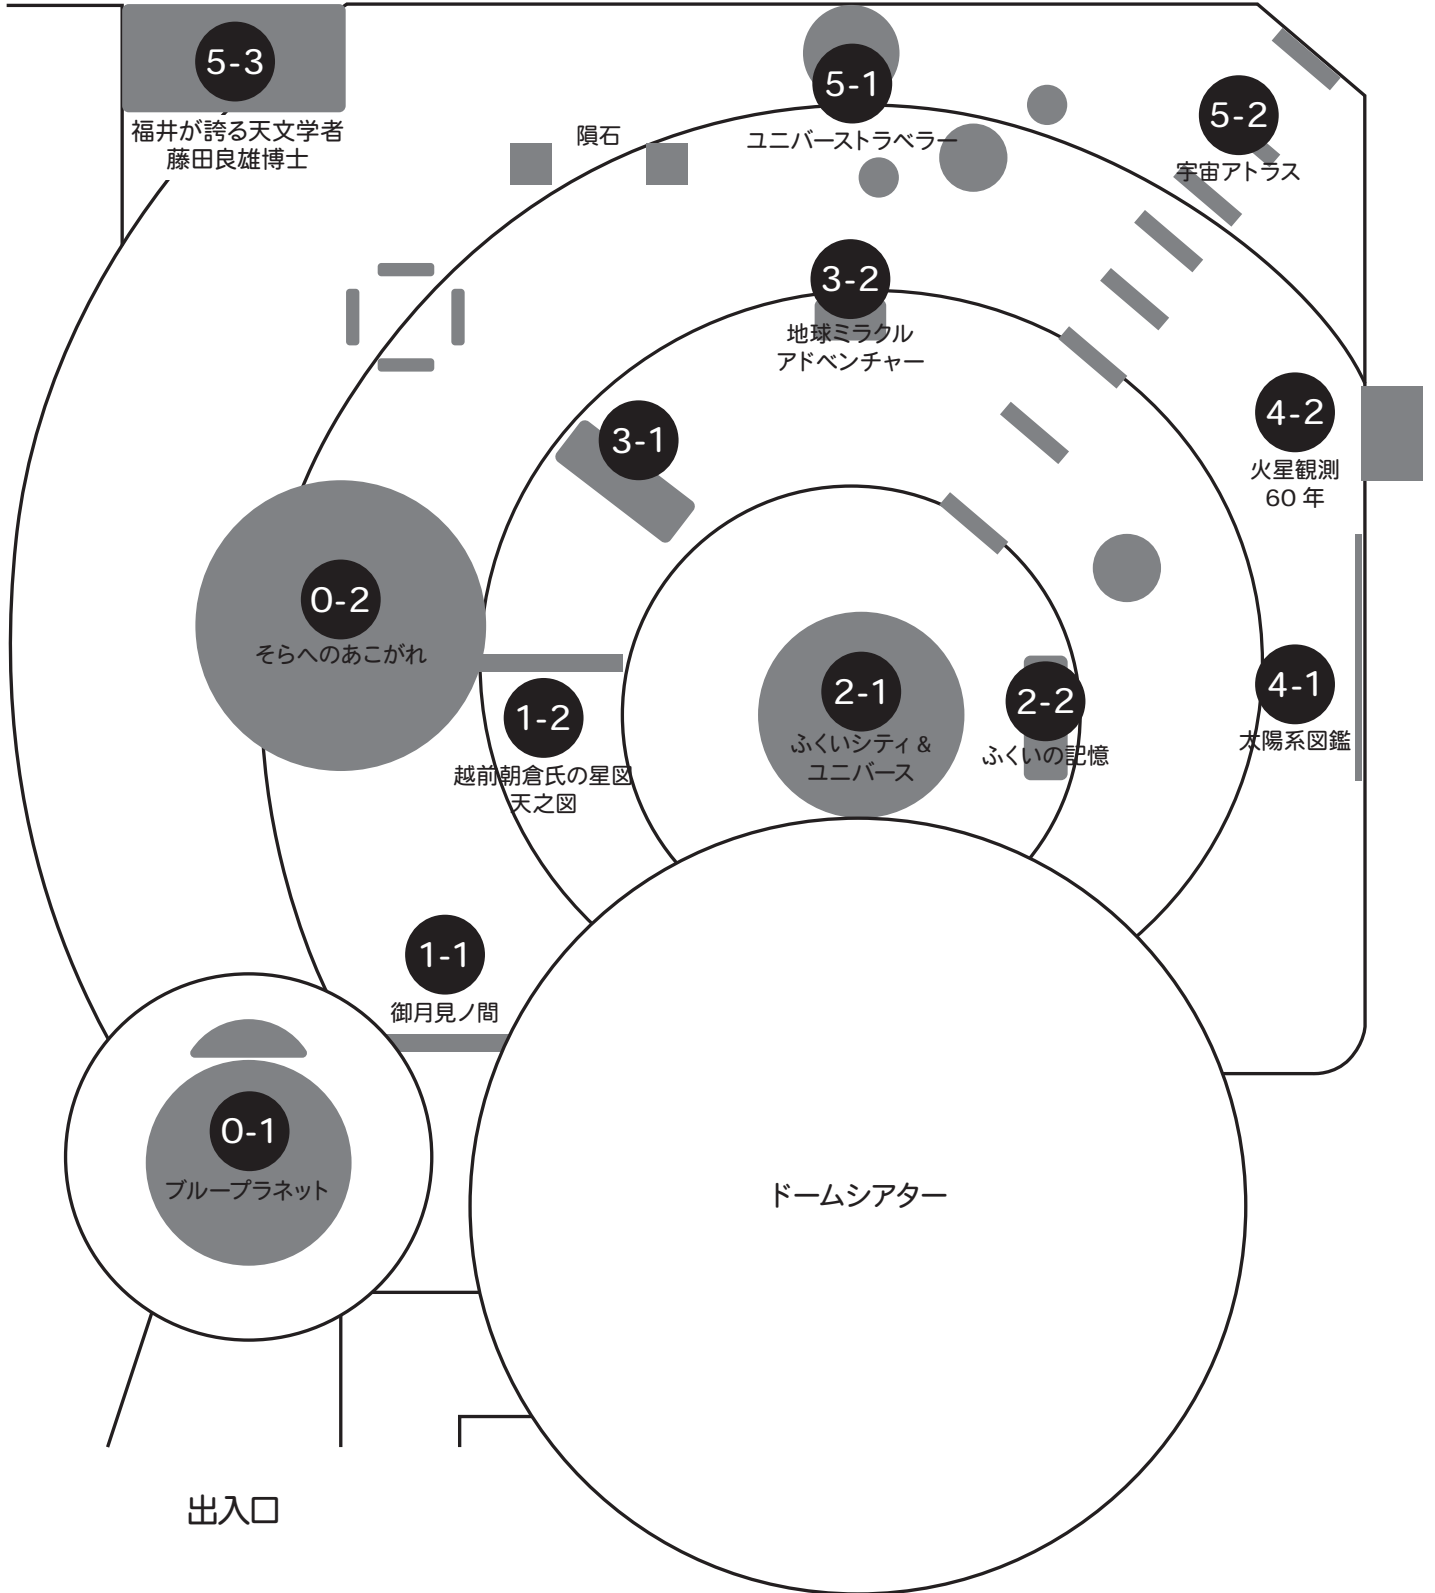 5-3
福井が誇る天文学者
藤田良雄博士
隕石
5-1
ユニバーストラベラー
5-2
宇宙アトラス
3-2
地球ミラクル
アドベンチャー
3-1
4-2
火星観測
60 年
0-2
そらへのあこがれ
1-2
越前朝倉氏の星図
天之図
2-1
ふくいシティ &
ユニバース
2-2
ふくいの記憶
4-1
太陽系図鑑
1-1
御月見ノ間
0-1
ブループラネット
ドームシアター
出入口